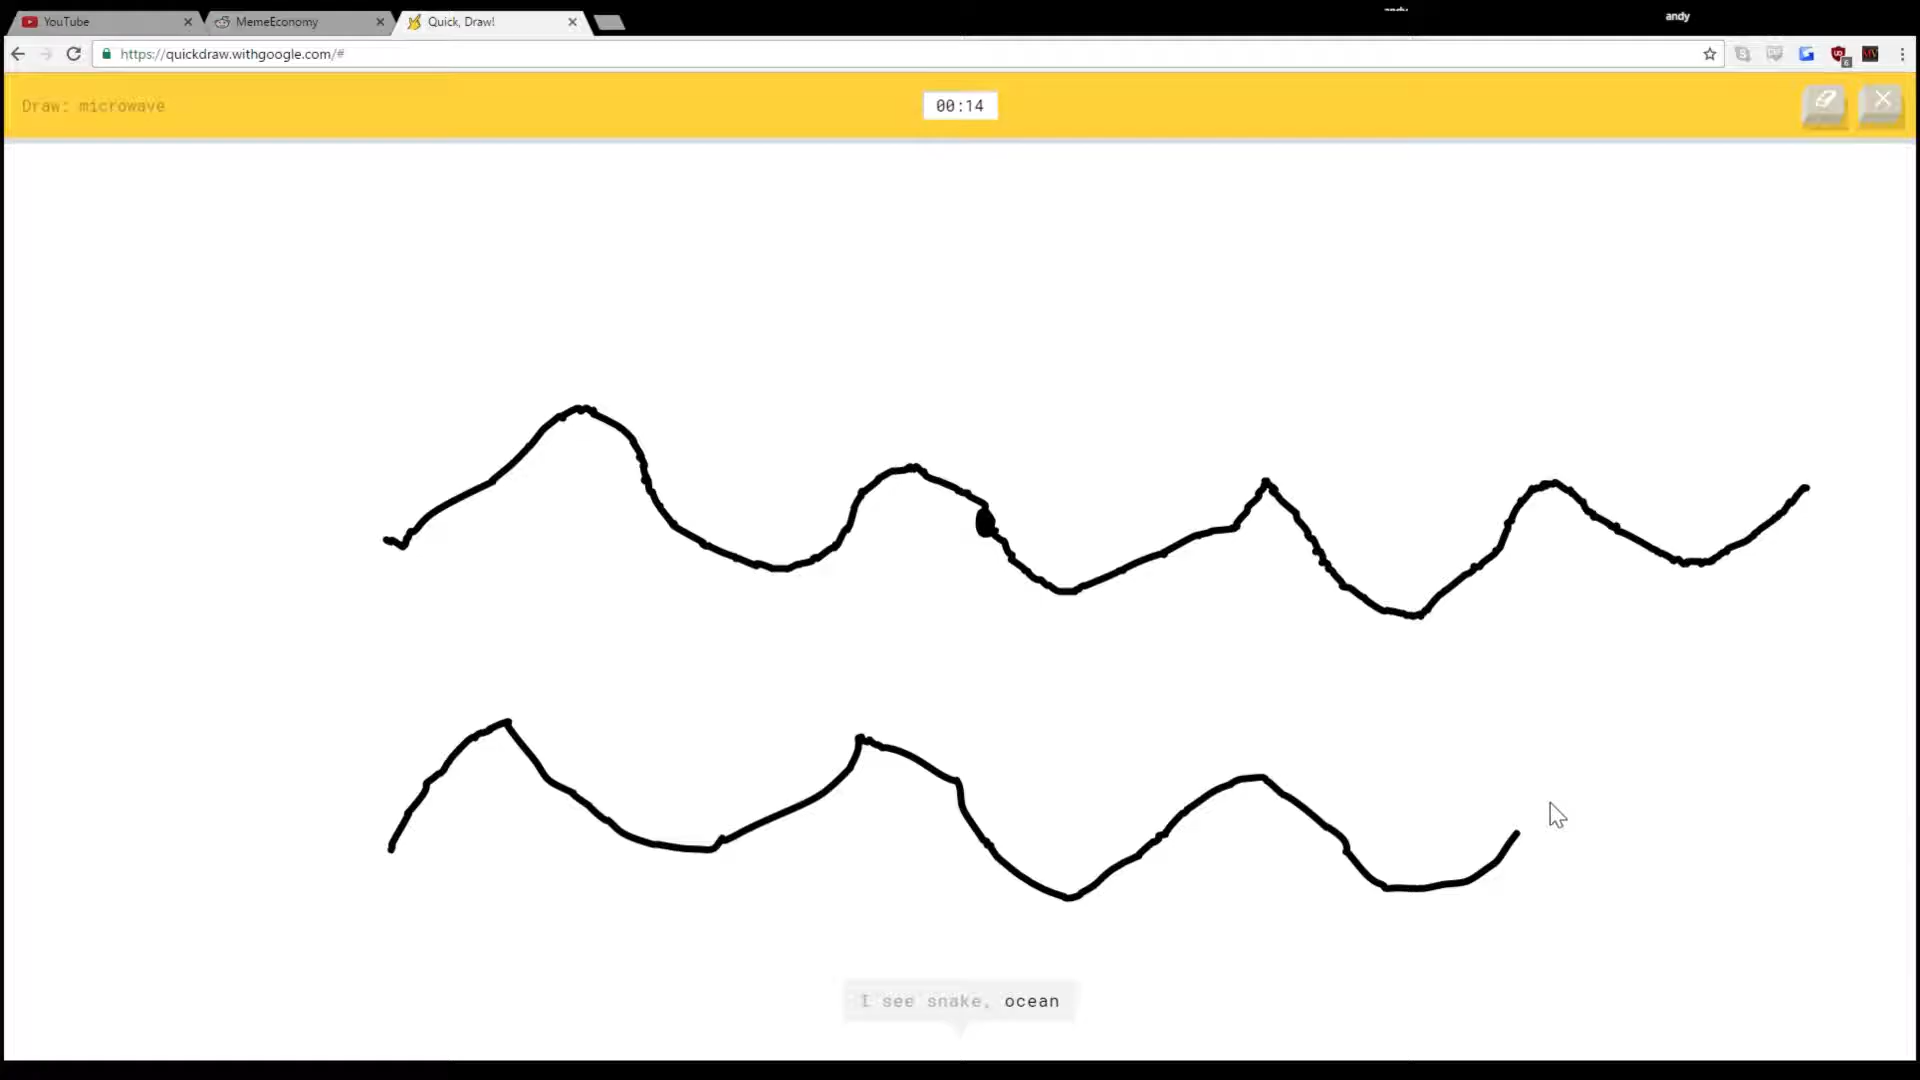 YouTube
MemeEconomy
Quick, Draw!
andy
https://quickdraw.withgoogle.com/#
Draw: microwave
00:14
I see snake, ocean